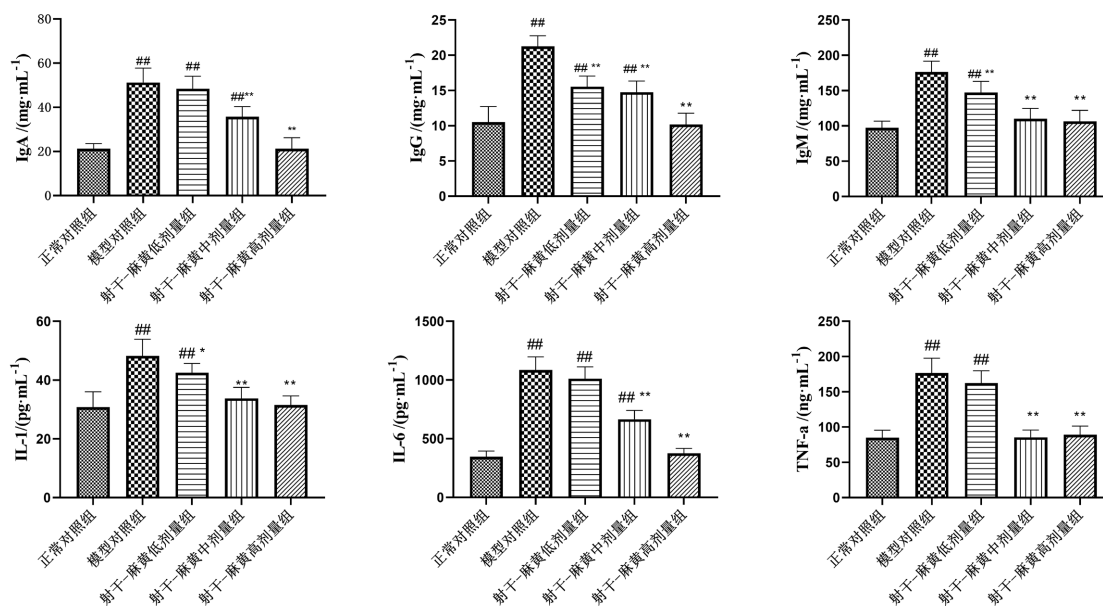 IgA /(mg·mL⁻¹)
80
60
40
20
0
##
##
##**
**
正常对照组
模型对照组
射干-麻黄低剂量组
射干-麻黄中剂量组
射干-麻黄高剂量组
IgG /(mg·mL⁻¹)
25
20
15
10
5
0
##
## **
## **
**
正常对照组
模型对照组
射干-麻黄低剂量组
射干-麻黄中剂量组
射干-麻黄高剂量组
IgM /(mg·mL⁻¹)
250
200
150
100
50
0
##
## **
**
**
正常对照组
模型对照组
射干-麻黄低剂量组
射干-麻黄中剂量组
射干-麻黄高剂量组
IL-1/(pg·mL⁻¹)
60
40
20
0
##
## *
**
**
正常对照组
模型对照组
射干-麻黄低剂量组
射干-麻黄中剂量组
射干-麻黄高剂量组
IL-6 /(pg·mL⁻¹)
1500
1000
500
0
##
##
## **
**
正常对照组
模型对照组
射干-麻黄低剂量组
射干-麻黄中剂量组
射干-麻黄高剂量组
TNF-a /(ng·mL⁻¹)
250
200
150
100
50
0
##
##
**
**
正常对照组
模型对照组
射干-麻黄低剂量组
射干-麻黄中剂量组
射干-麻黄高剂量组